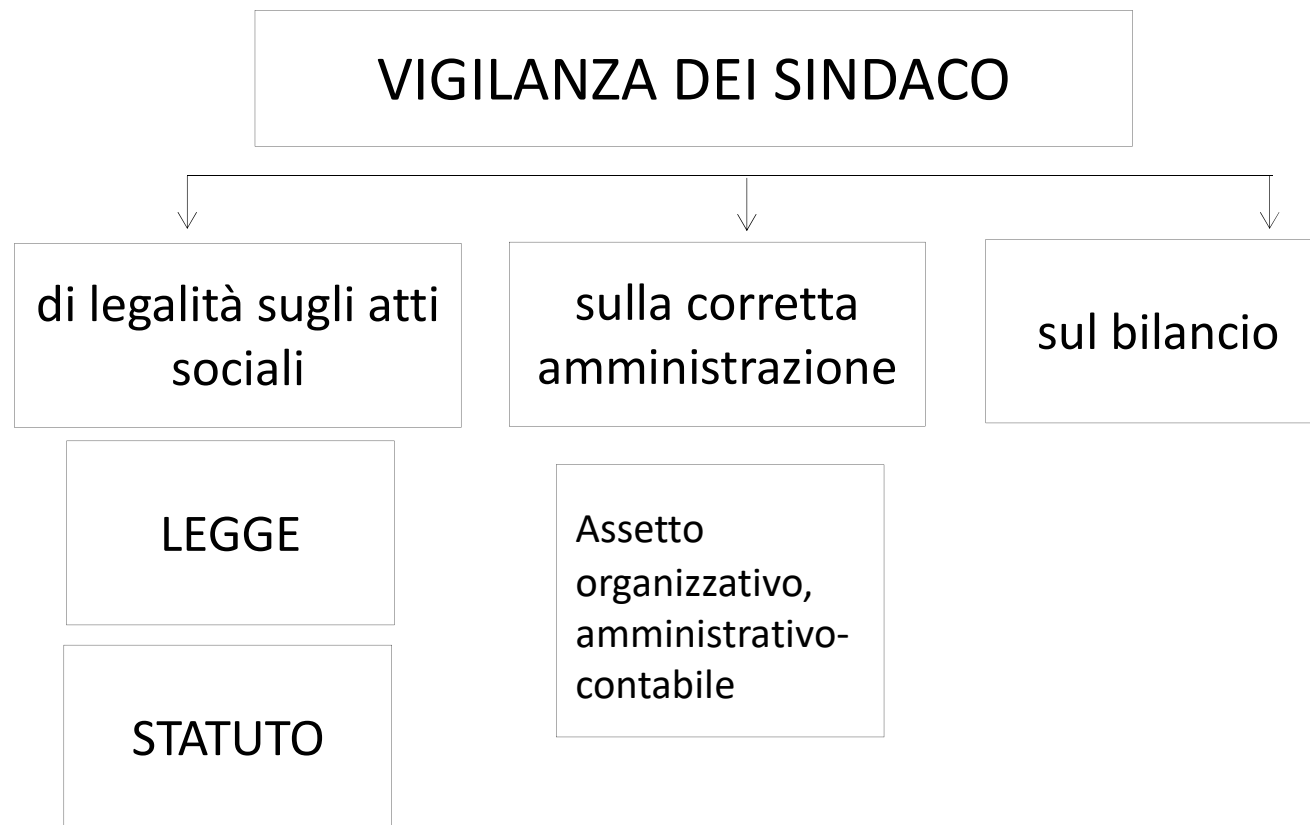 VIGILANZA DEI SINDACO
di legalità sugli atti
sociali
sulla corretta
amministrazione
sul bilancio
LEGGE
STATUTO
Assetto
organizzativo,
amministrativo-
contabile